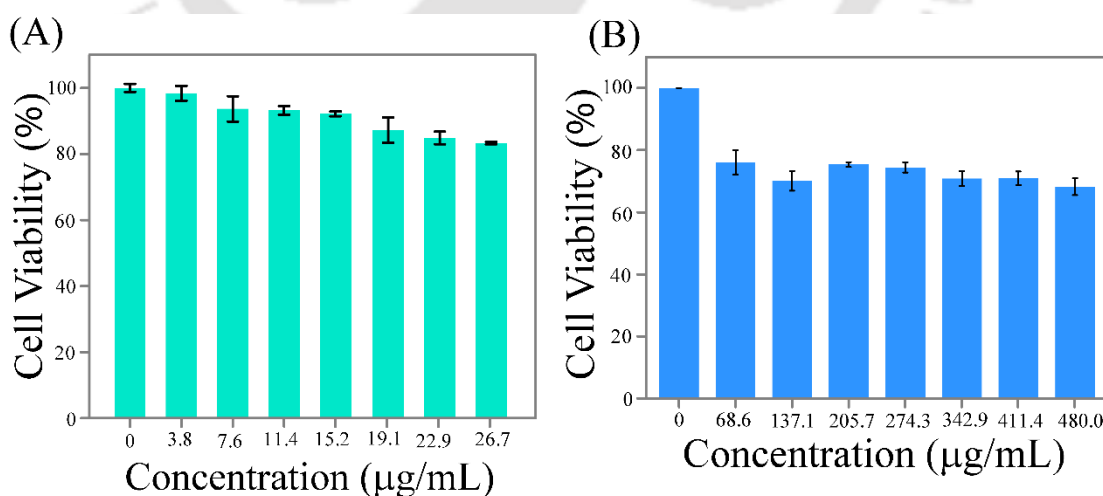 (A)
Cell Viability (%)
100
80
60
40
20
0
0 3.8 7.6 11.4 15.2 19.1 22.9 26.7
Concentration (μg/mL)
(B)
Cell Viability (%)
100
80
60
40
20
0
0 68.6 137.1 205.7 274.3 342.9 411.4 480.0
Concentration (μg/mL)